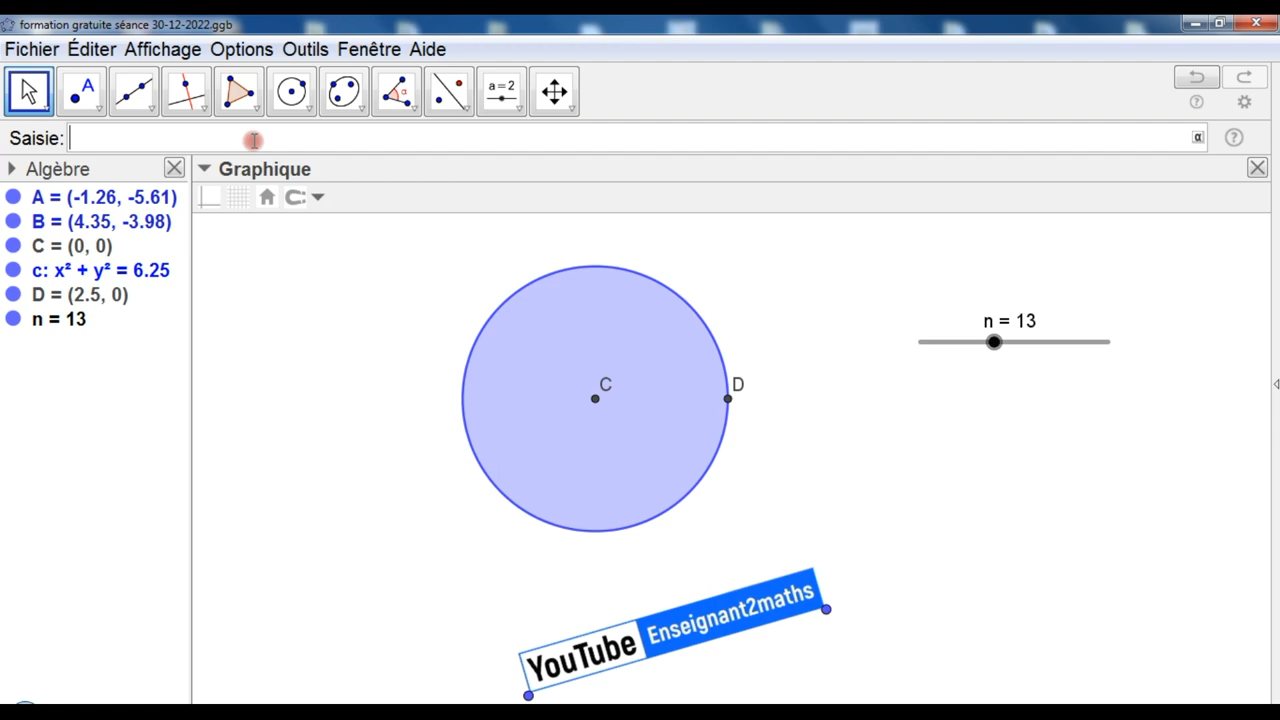 formation gratuite séance 30-12-2022.ggb
Fichier Éditer Affichage Options Outils Fenêtre Aide
A
α
a = 2
Saisie:
α
Algèbre
Graphique
A = (-1.26, -5.61)
B = (4.35, -3.98)
C = (0, 0)
c: x² + y² = 6.25
D = (2.5, 0)
n = 13
n = 13
C
D
YouTube Enseignant2maths